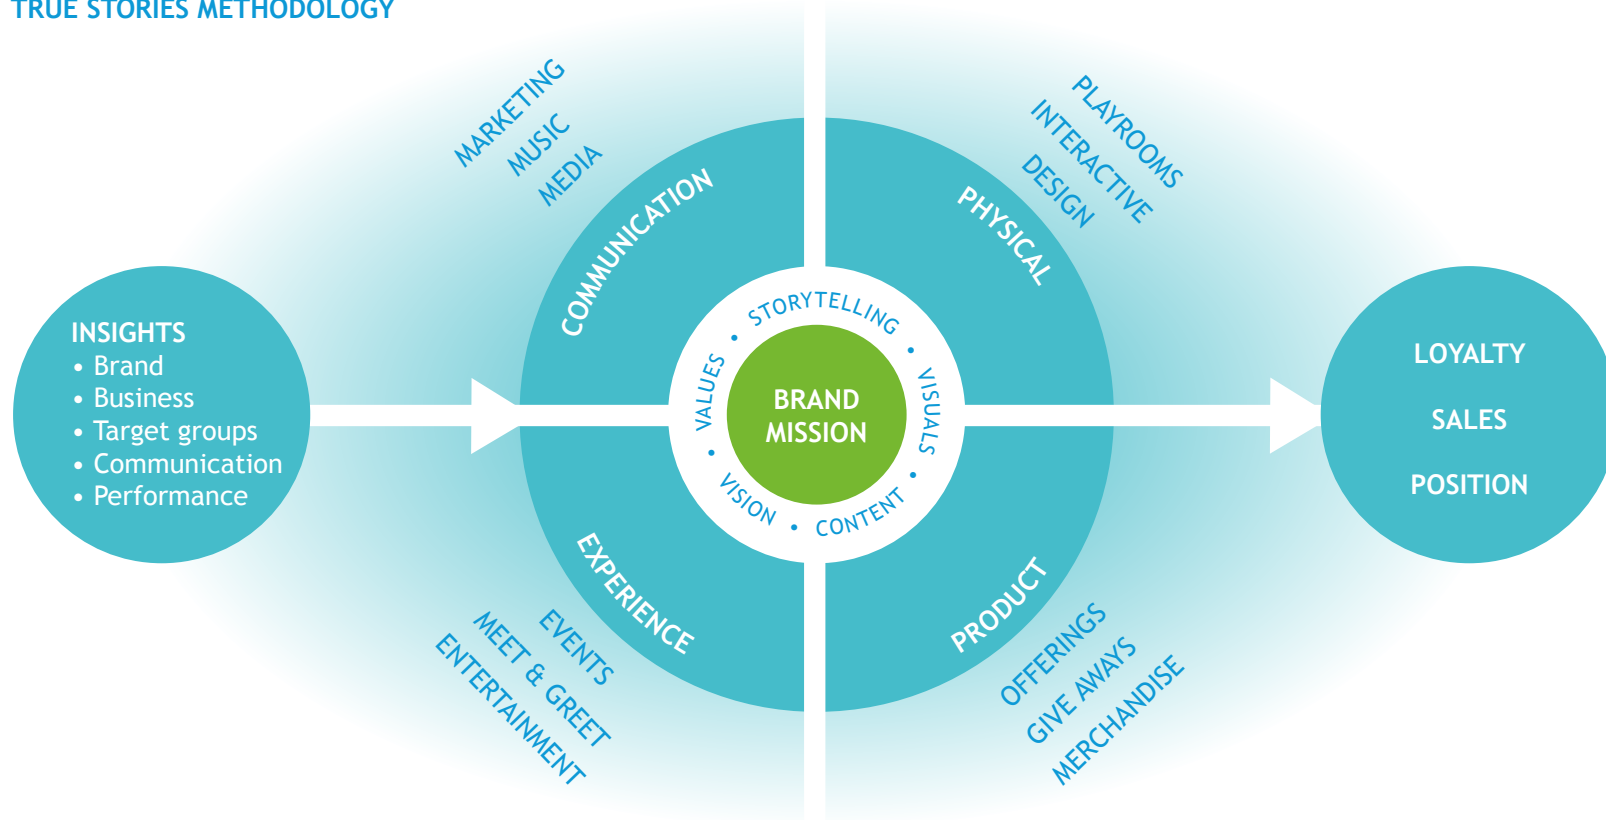 TRUE STORIES METHODOLOGY
MARKETING
MUSIC
MEDIA
PLAYROOMS
INTERACTIVE
DESIGN
COMMUNICATION
PHYSICAL
INSIGHTS
• Brand
• Business
• Target groups
• Communication
• Performance
STORYTELLING • VISUALS • CONTENT • VISION • VALUES •
BRAND
MISSION
LOYALTY
SALES
POSITION
EXPERIENCE
PRODUCT
EVENTS
MEET & GREET
ENTERTAINMENT
OFFERINGS
GIVE AWAYS
MERCHANDISE